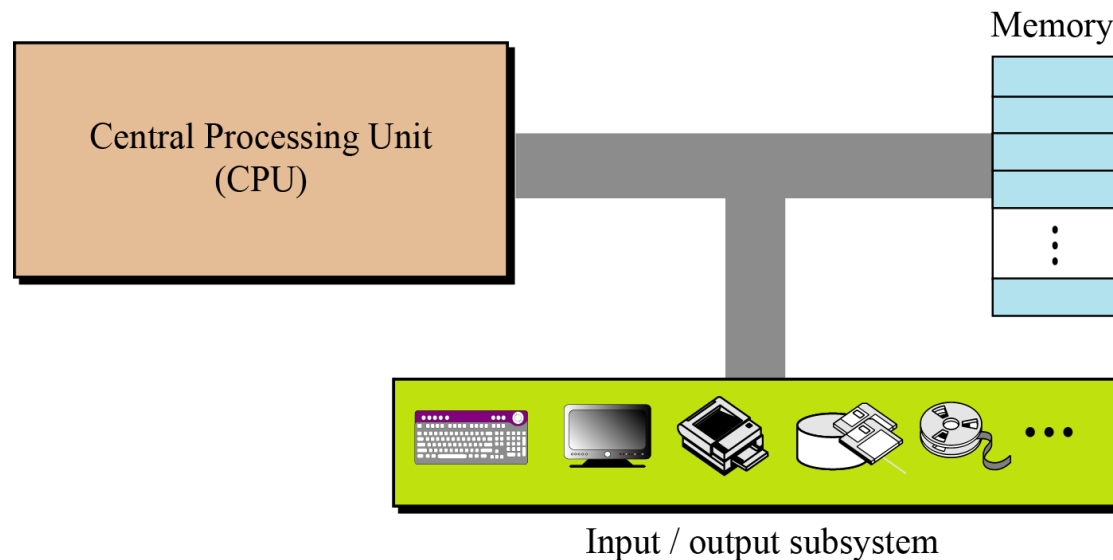 Memory
Central Processing Unit
(CPU)
Input / output subsystem